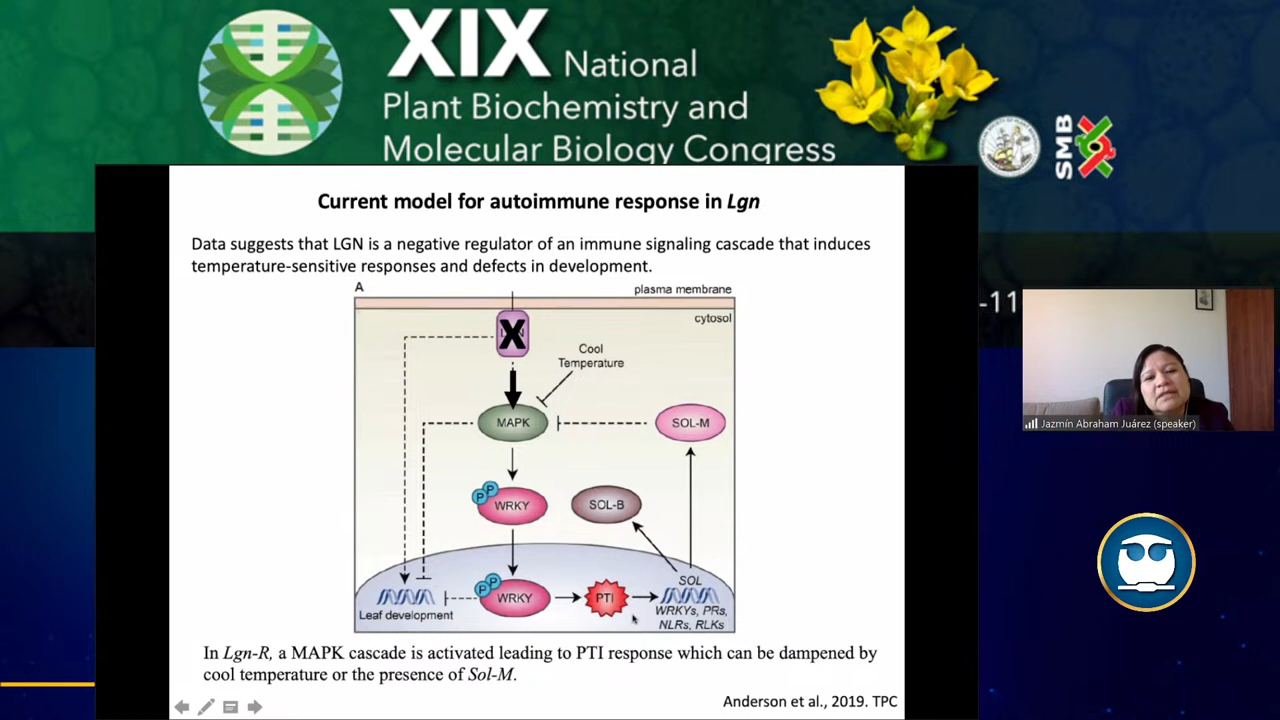 XIX National
Plant Biochemistry and
Molecular Biology Congress
SMB
Current model for autoimmune response in Lgn
Data suggests that LGN is a negative regulator of an immune signaling cascade that induces
temperature-sensitive responses and defects in development.
A
plasma membrane
cytosol
X
Cool
Temperature
MAPK
SOL-M
P P
WRKY
SOL-B
P P
WRKY
PTI
SOL
WRKYs, PRs,
NLRs, RLKs
Leaf development
In Lgn-R, a MAPK cascade is activated leading to PTI response which can be dampened by
cool temperature or the presence of Sol-M.
Anderson et al., 2019. TPC
-11
Jazmín Abraham Juárez (speaker)